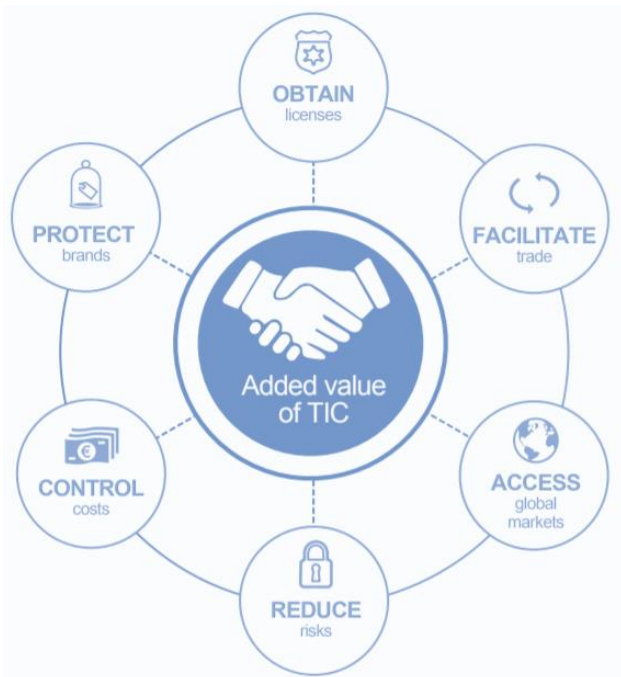 OBTAIN
licenses
PROTECT
brands
FACILITATE
trade
Added value
of TIC
CONTROL
costs
ACCESS
global
markets
REDUCE
risks